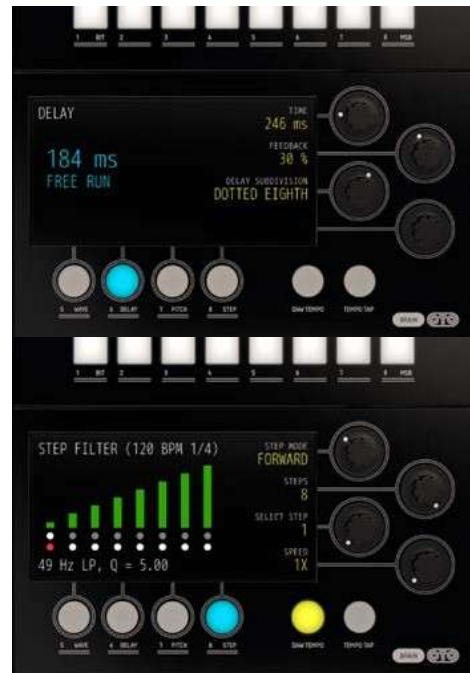 1 BIT 2 3 4 5 6 7 8 MSB
DELAY
TIME
246 ms
FEEDBACK
30 %
184 ms
FREE RUN
DELAY SUBDIVISION
DOTTED EIGHTH
5 WAVE 6 DELAY 7 PITCH 8 STEP DAW TEMPO TEMPO TAP
OTO
1 BIT 2 3 4 5 6 7 8 MSB
STEP FILTER (120 BPM 1/4)
STEP MODE
FORWARD
STEPS
8
SELECT STEP
1
SPEED
1X
49 Hz LP, Q = 5.00
5 WAVE 6 DELAY 7 PITCH 8 STEP DAW TEMPO TEMPO TAP
OTO